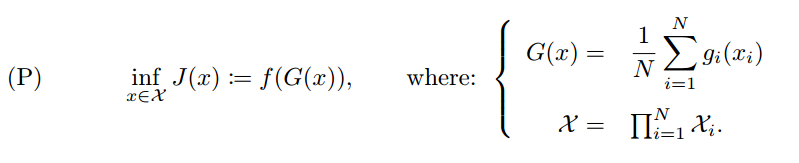 (P) inf_{x∈𝒳} J(x) := f(G(x)), where: { G(x) = 1/N ∑_{i=1}^{N} g_i(x_i)
𝒳 = ∏_{i=1}^{N} 𝒳_i.